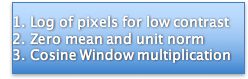 1. Log of pixels for low contrast
2. Zero mean and unit norm
3. Cosine Window multiplication